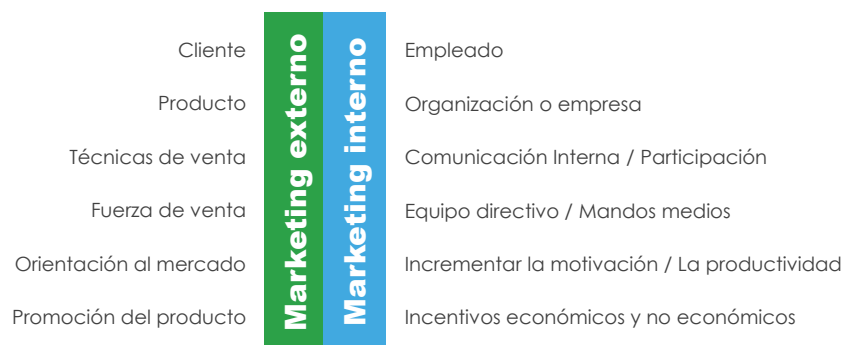 Cliente
Producto
Técnicas de venta
Fuerza de venta
Orientación al mercado
Promoción del producto
Marketing externo
Marketing interno
Empleado
Organización o empresa
Comunicación Interna / Participación
Equipo directivo / Mandos medios
Incrementar la motivación / La productividad
Incentivos económicos y no económicos